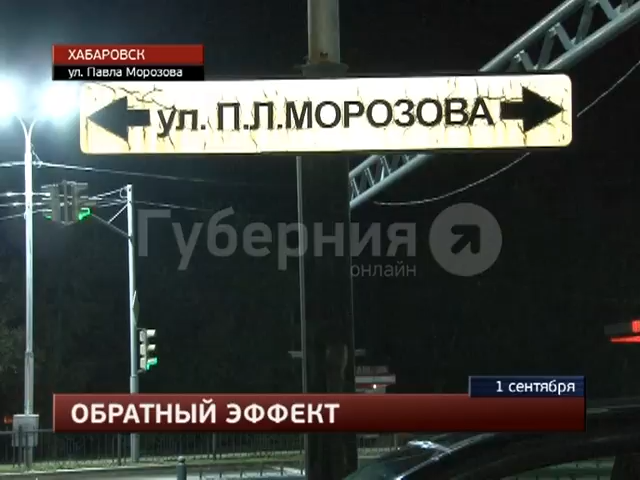 ХАБАРОВСК
ул. Павла Морозова
ул. П.Л.МОРОЗОВА
Губерния
онлайн
1 сентября
ОБРАТНЫЙ ЭФФЕКТ